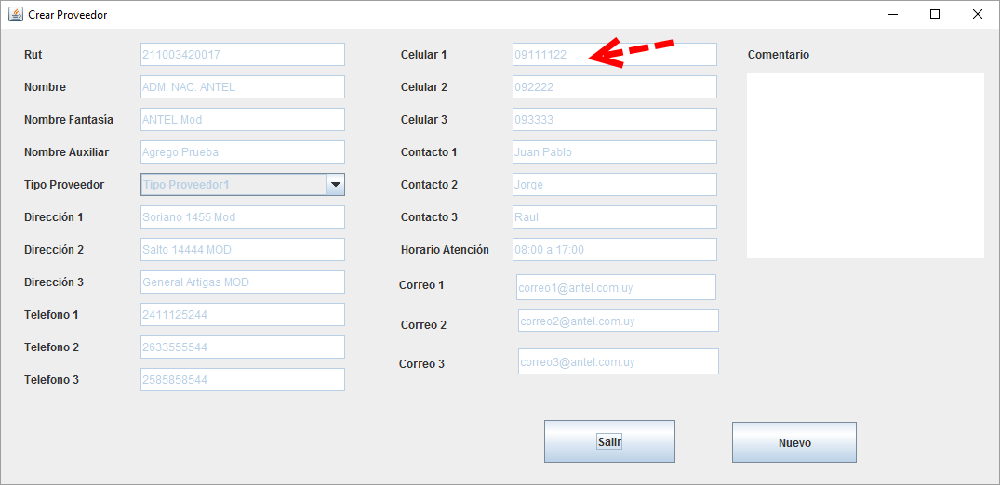 Crear Proveedor
Rut 211003420017
Nombre ADM. NAC. ANTEL
Nombre Fantasía ANTEL Mod
Nombre Auxiliar Agrego Prueba
Tipo Proveedor Tipo Proveedor1
Dirección 1 Soriano 1455 Mod
Dirección 2 Salto 14444 MOD
Dirección 3 General Artigas MOD
Telefono 1 2411125244
Telefono 2 2633555544
Telefono 3 2585858544
Celular 1 09111122
Celular 2 092222
Celular 3 093333
Contacto 1 Juan Pablo
Contacto 2 Jorge
Contacto 3 Raul
Horario Atención 08:00 a 17:00
Correo 1 correo1@antel.com.uy
Correo 2 correo2@antel.com.uy
Correo 3 correo3@antel.com.uy
Comentario
Salir
Nuevo